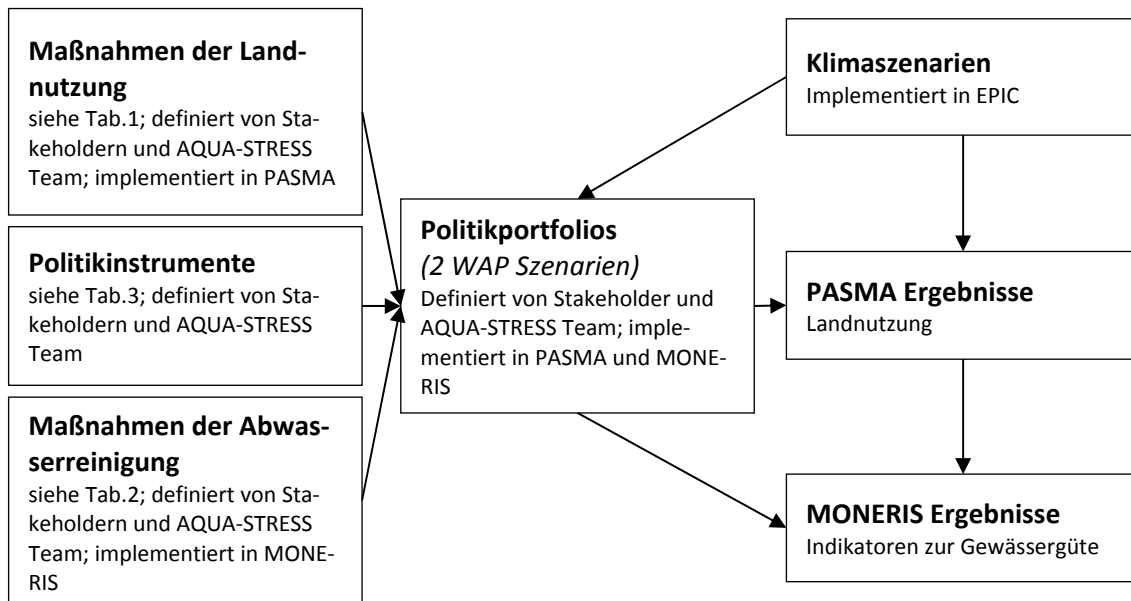 Maßnahmen der Land-
nutzung
siehe Tab.1; definiert von Sta-
keholdern und AQUA-STRESS
Team; implementiert in PASMA
Politikinstrumente
siehe Tab.3; definiert von Sta-
keholdern und AQUA-STRESS
Team
Maßnahmen der Abwas-
serreinigung
siehe Tab.2; definiert von Sta-
keholdern und AQUA-STRESS
Team; implementiert in MONE-
RIS
Politikportfolios
(2 WAP Szenarien)
Definiert von Stakeholder und
AQUA-STRESS Team; imple-
mentiert in PASMA und MONE-
RIS
Klimaszenarien
Implementiert in EPIC
PASMA Ergebnisse
Landnutzung
MONERIS Ergebnisse
Indikatoren zur Gewässergüte